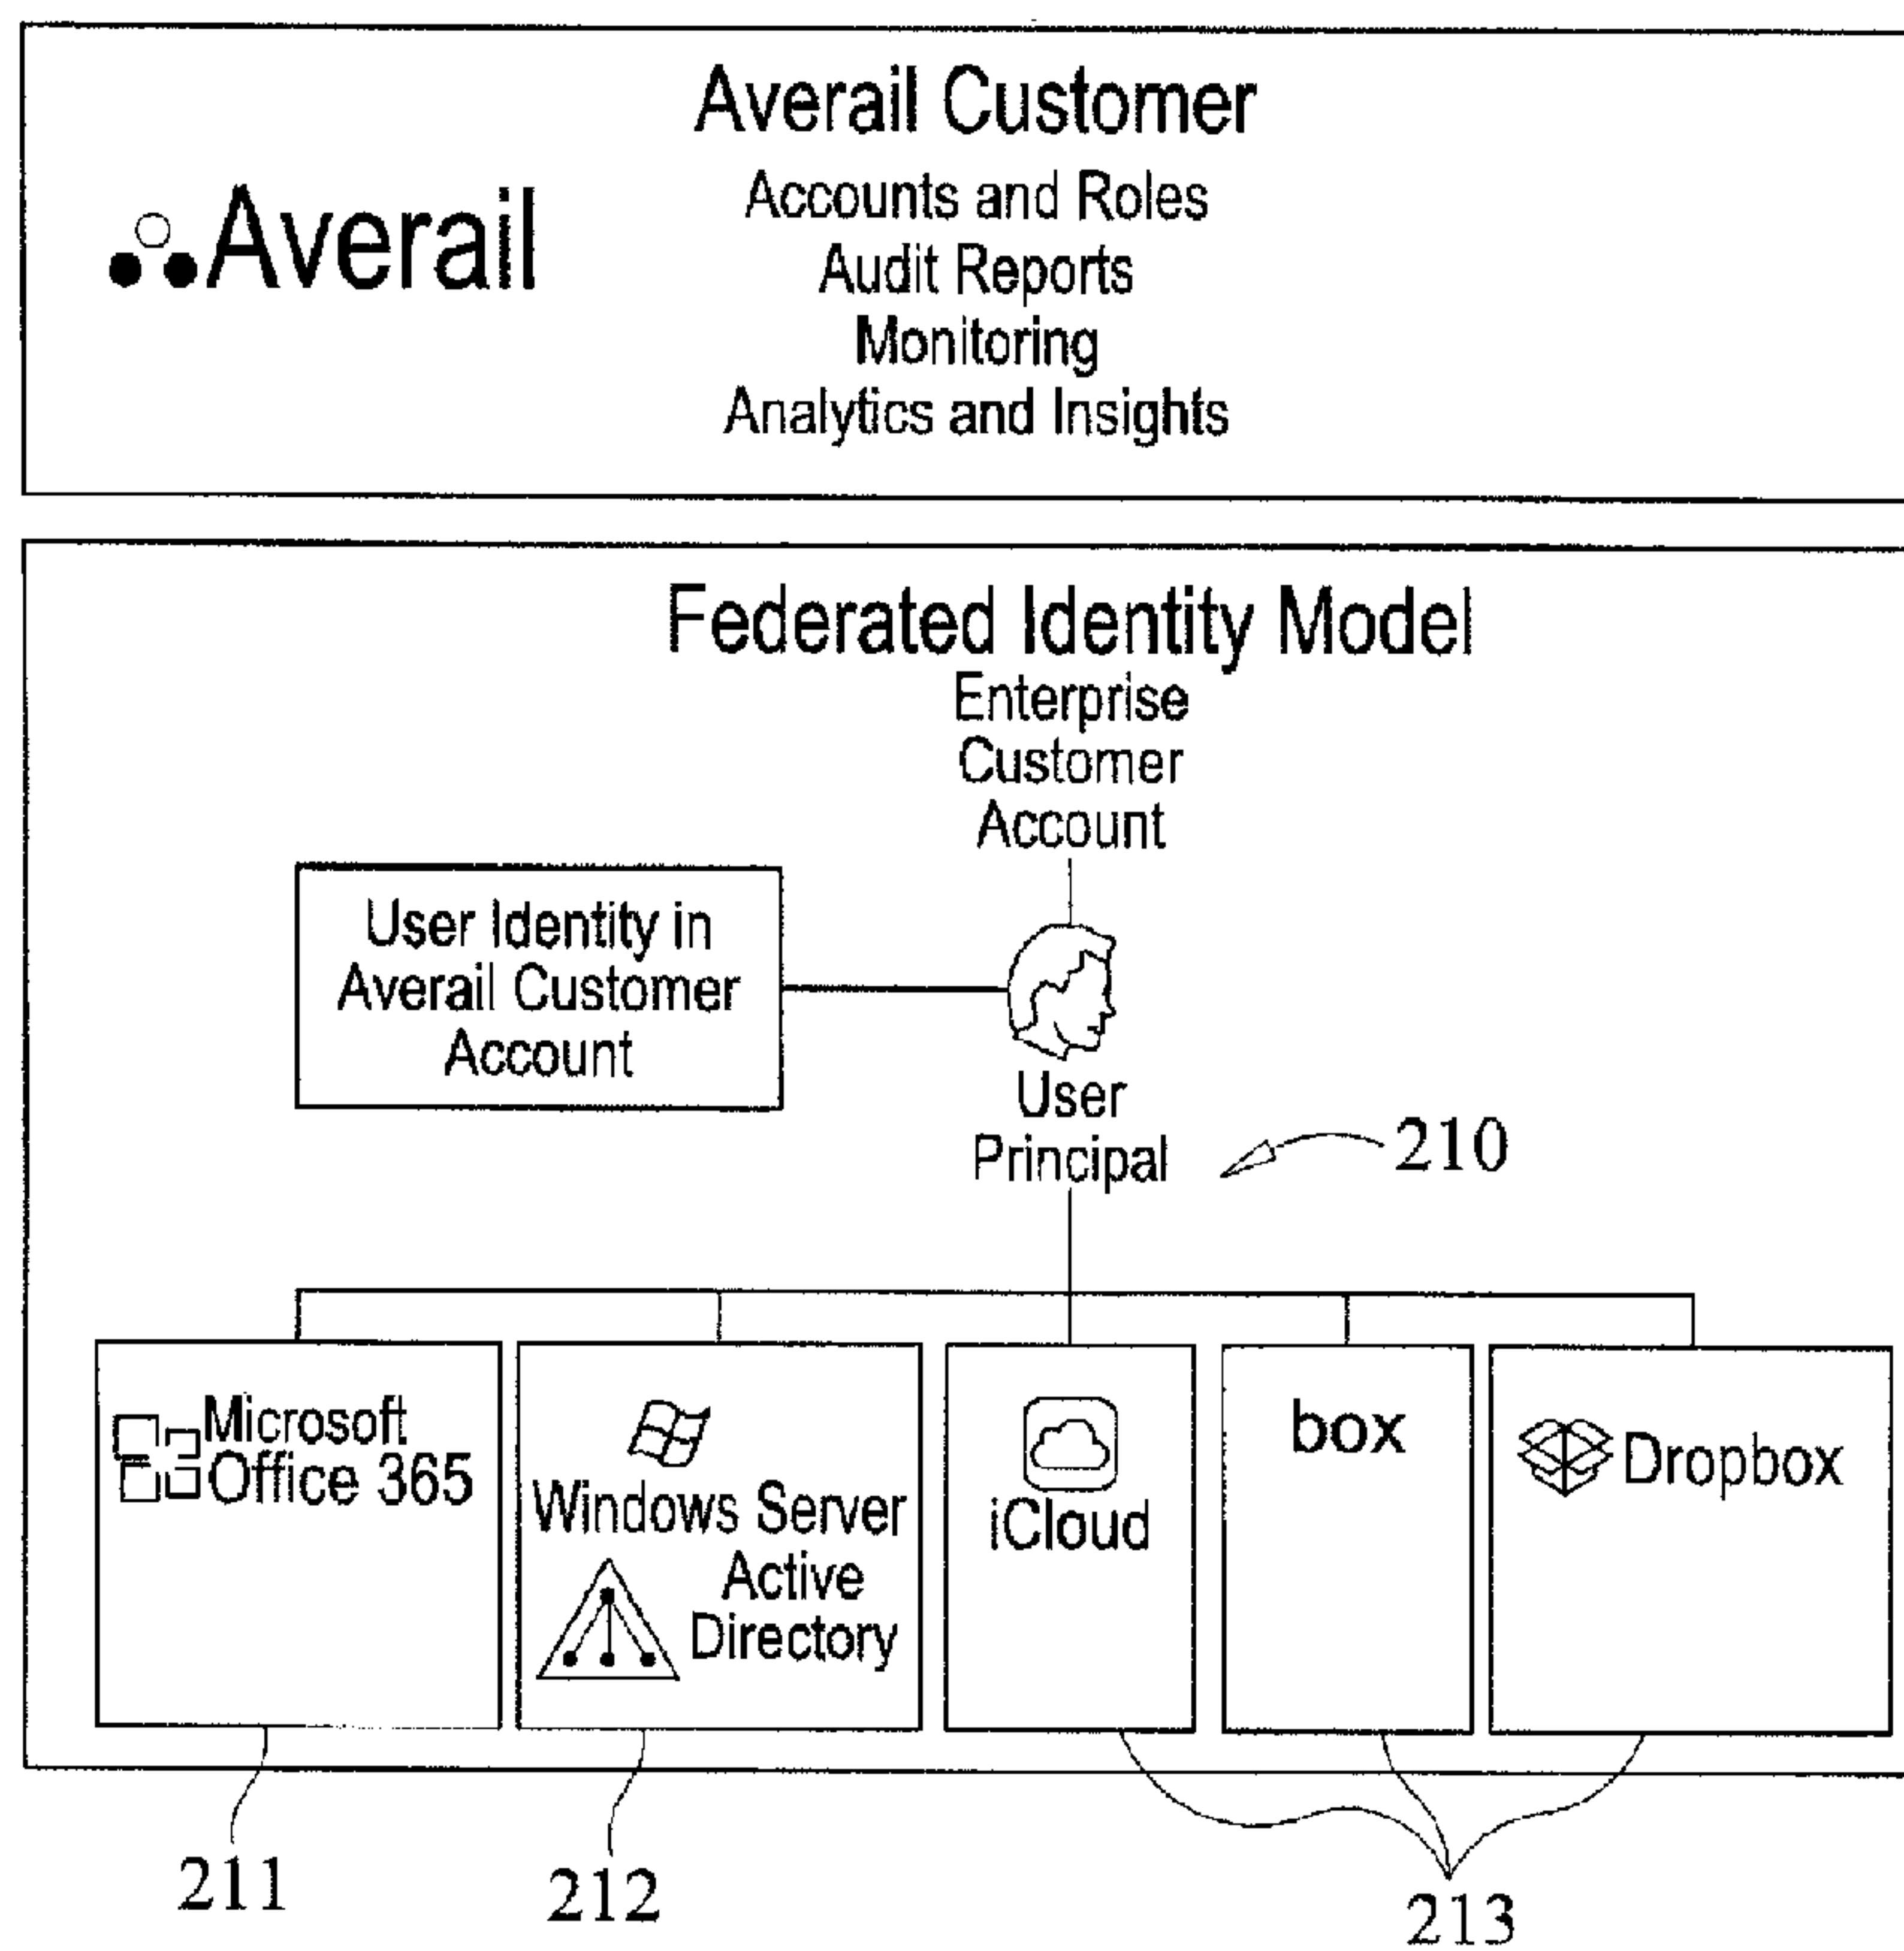 Averail Customer
Averail
Accounts and Roles
Audit Reports
Monitoring
Analytics and Insights
Federated Identity Model
Enterprise
Customer
Account
User Identity in
Averail Customer
Account
User
Principal
210
Microsoft
Office 365
Windows Server
Active
Directory
iCloud
box
Dropbox
211
212
213